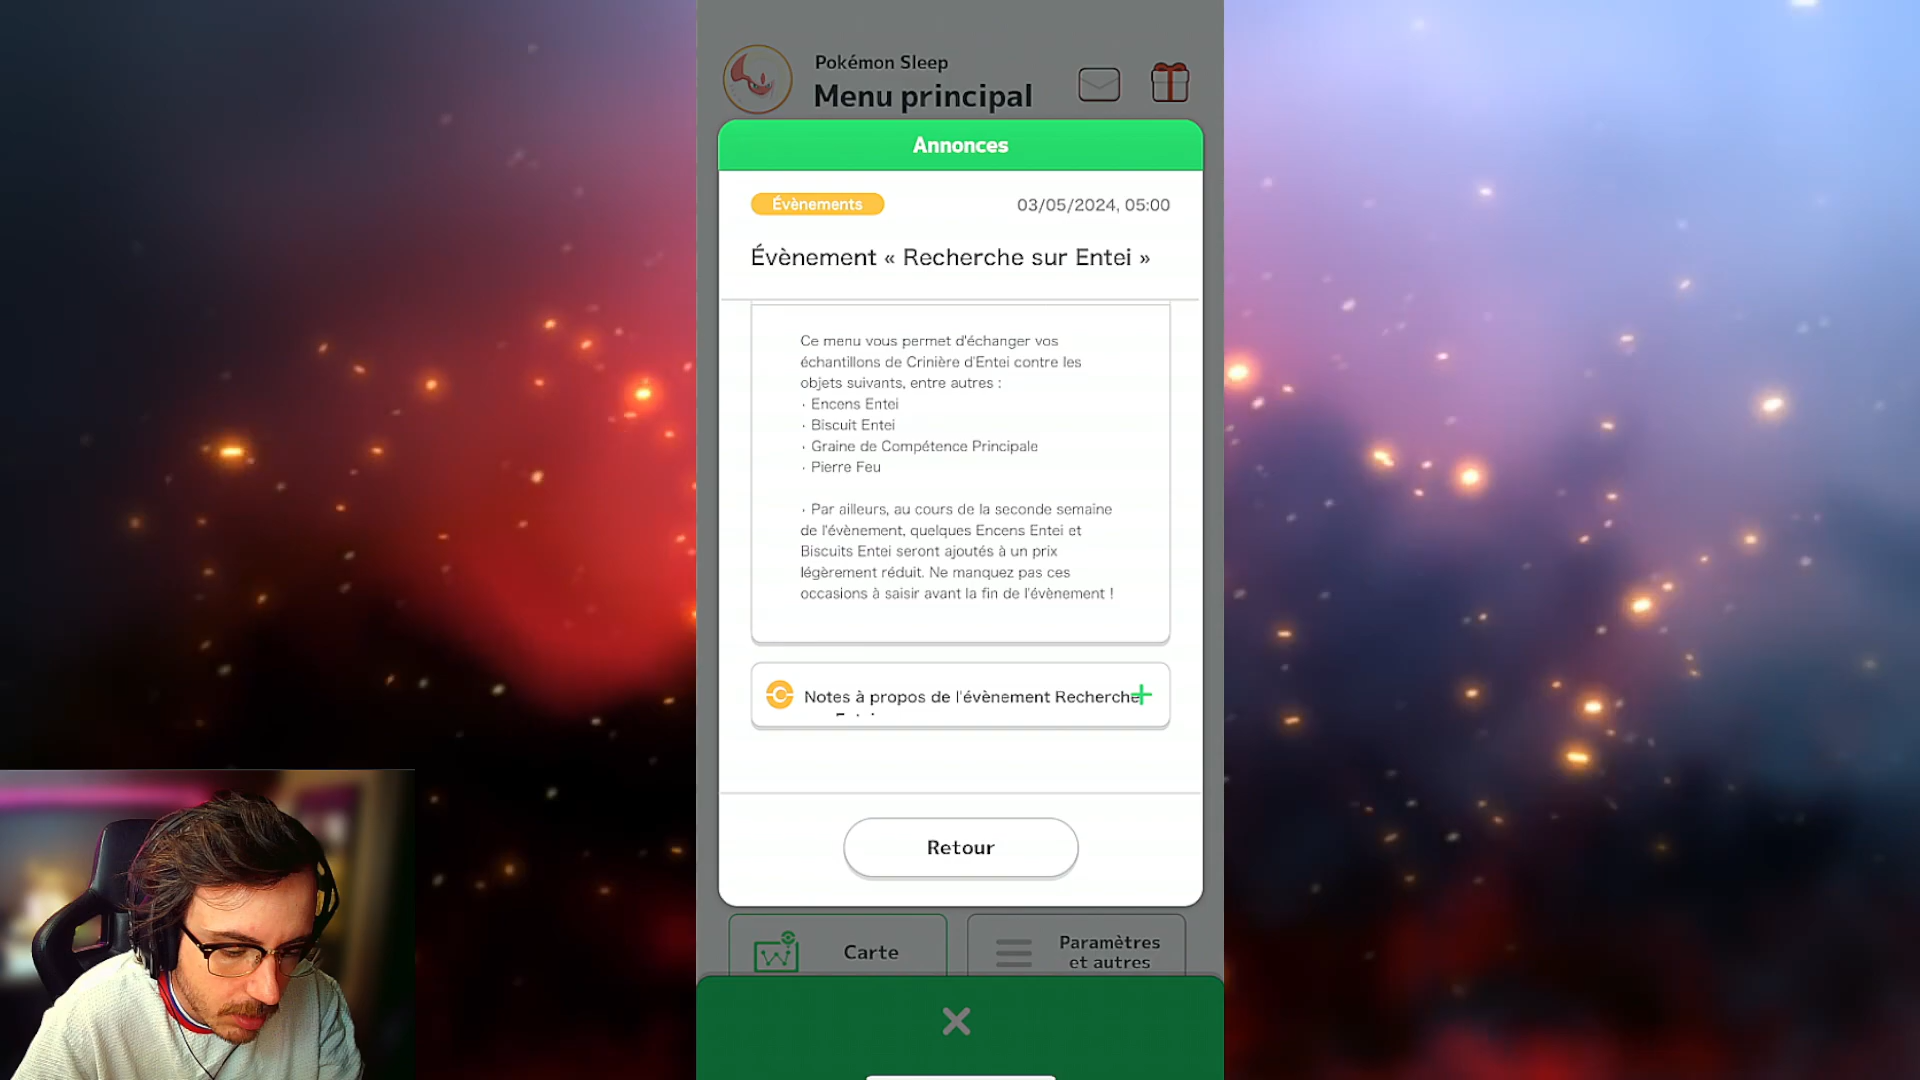 Pokémon Sleep
Menu principal
Annonces
Évènements
03/05/2024, 05:00
Évènement « Recherche sur Entei »
Ce menu vous permet d'échanger vos
échantillons de Crinière d'Entei contre les
objets suivants, entre autres :
· Encens Entei
· Biscuit Entei
· Graine de Compétence Principale
· Pierre Feu
· Par ailleurs, au cours de la seconde semaine
de l'évènement, quelques Encens Entei et
Biscuits Entei seront ajoutés à un prix
légèrement réduit. Ne manquez pas ces
occasions à saisir avant la fin de l'évènement !
Notes à propos de l'évènement Recherche
Retour
Carte
Paramètres
et autres